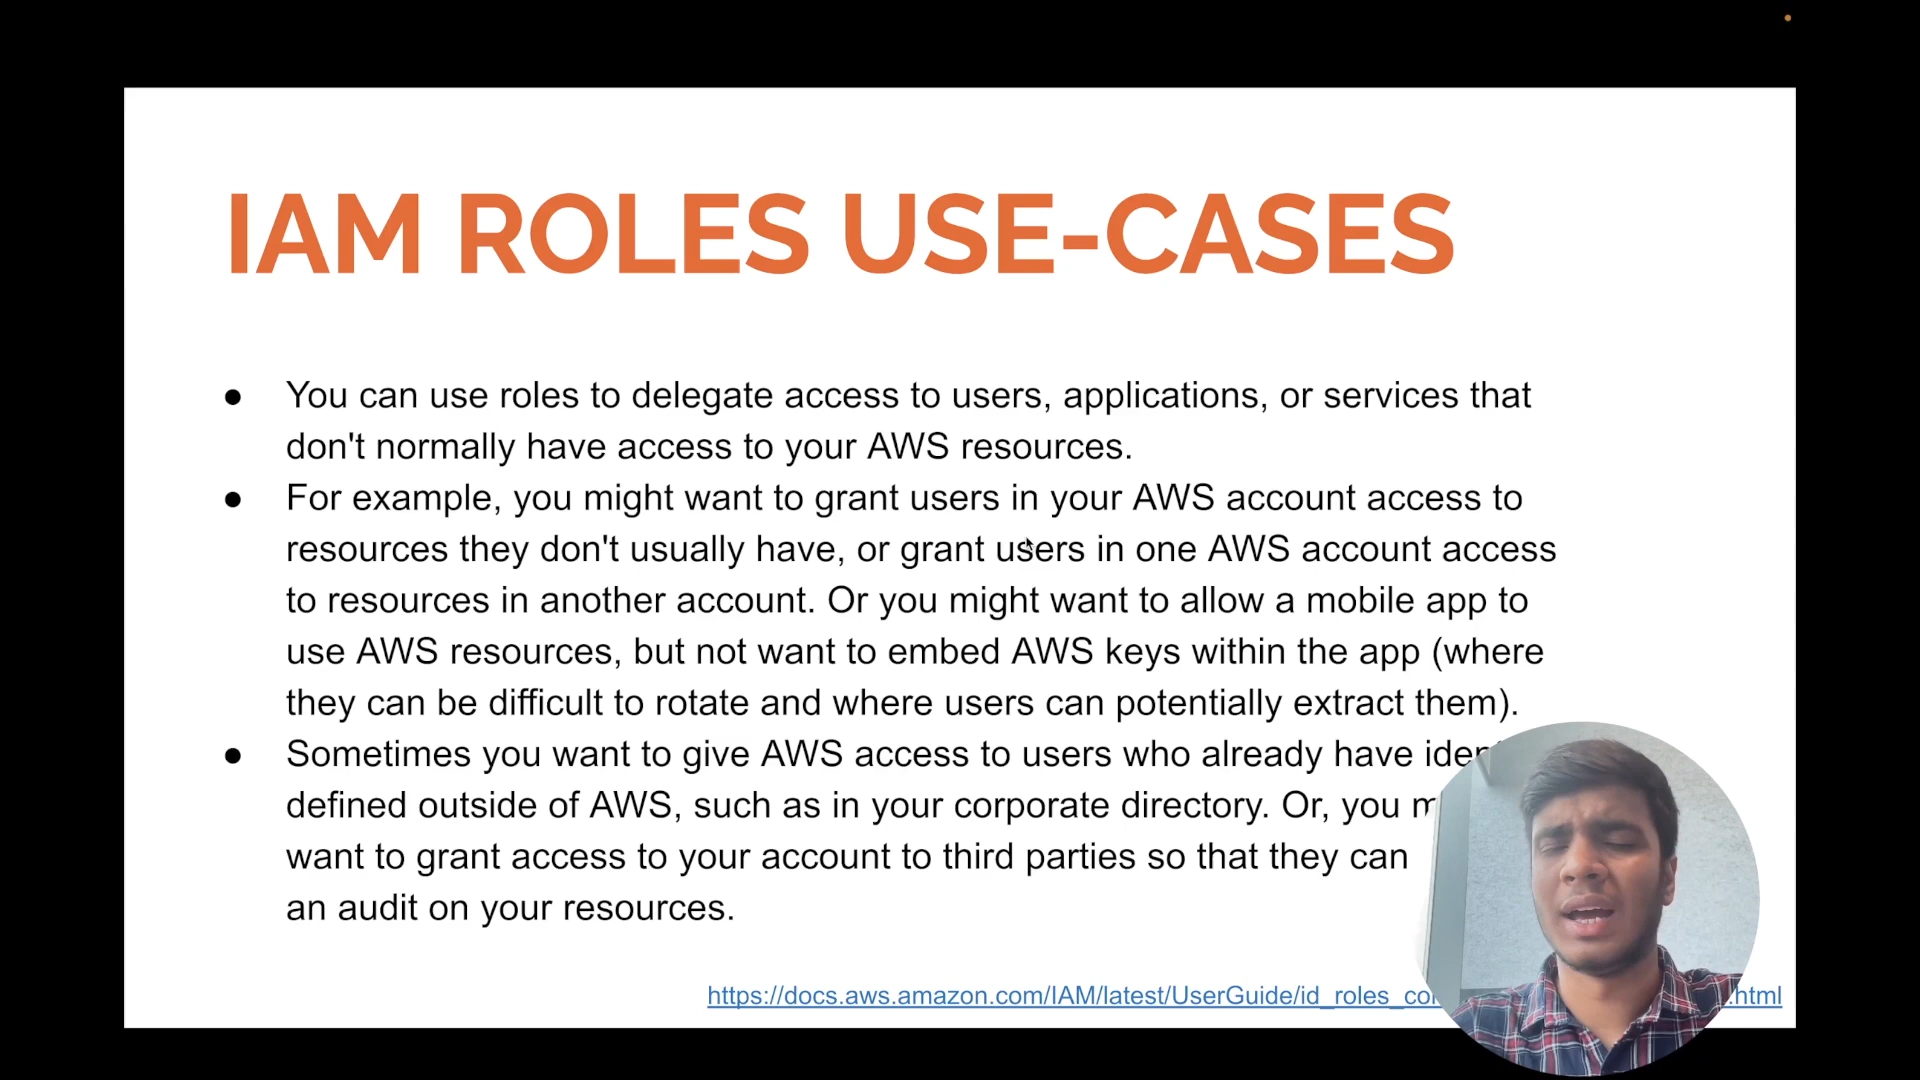 IAM ROLES USE-CASES
● You can use roles to delegate access to users, applications, or services that
don't normally have access to your AWS resources.
● For example, you might want to grant users in your AWS account access to
resources they don't usually have, or grant users in one AWS account access
to resources in another account. Or you might want to allow a mobile app to
use AWS resources, but not want to embed AWS keys within the app (where
they can be difficult to rotate and where users can potentially extract them).
● Sometimes you want to give AWS access to users who already have
defined outside of AWS, such as in your corporate directory. Or, you
want to grant access to your account to third parties so that they can
an audit on your resources.
https://docs.aws.amazon.com/IAM/latest/UserGuide/id_roles_ .html